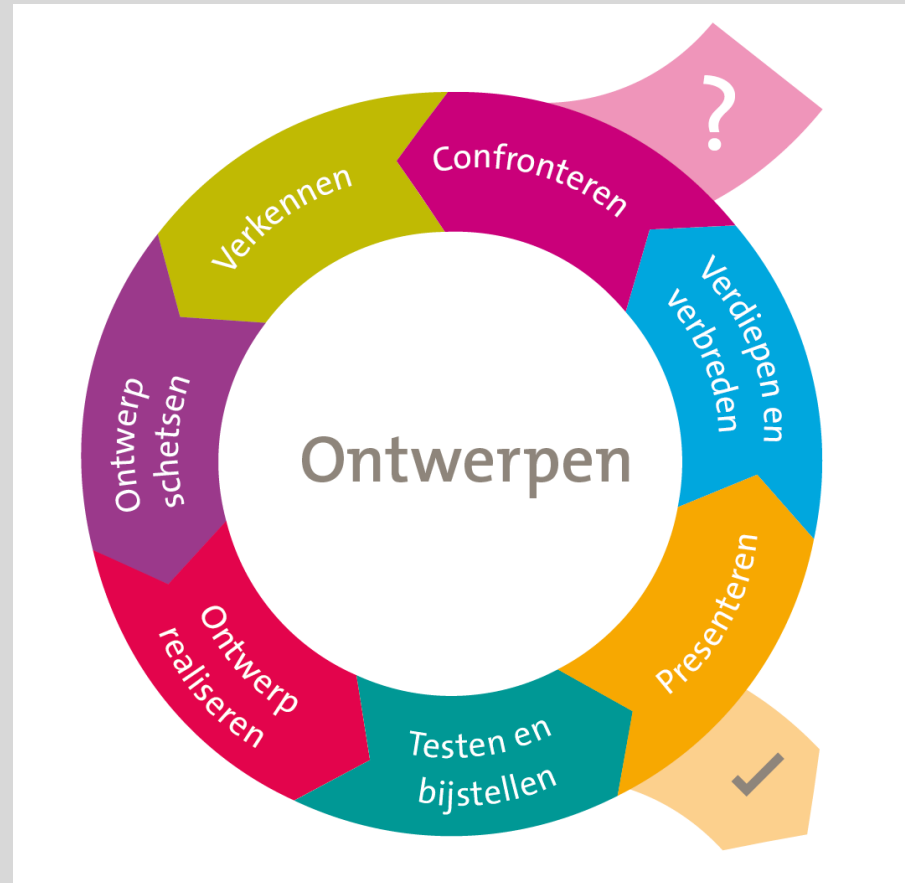 ?
Confronteren
Verkennen
Ontwerp
schetsen
Ontwerp
realiseren
Testen en
bijstellen
Presenteren
Verdiepen en
verbreden
Ontwerpen